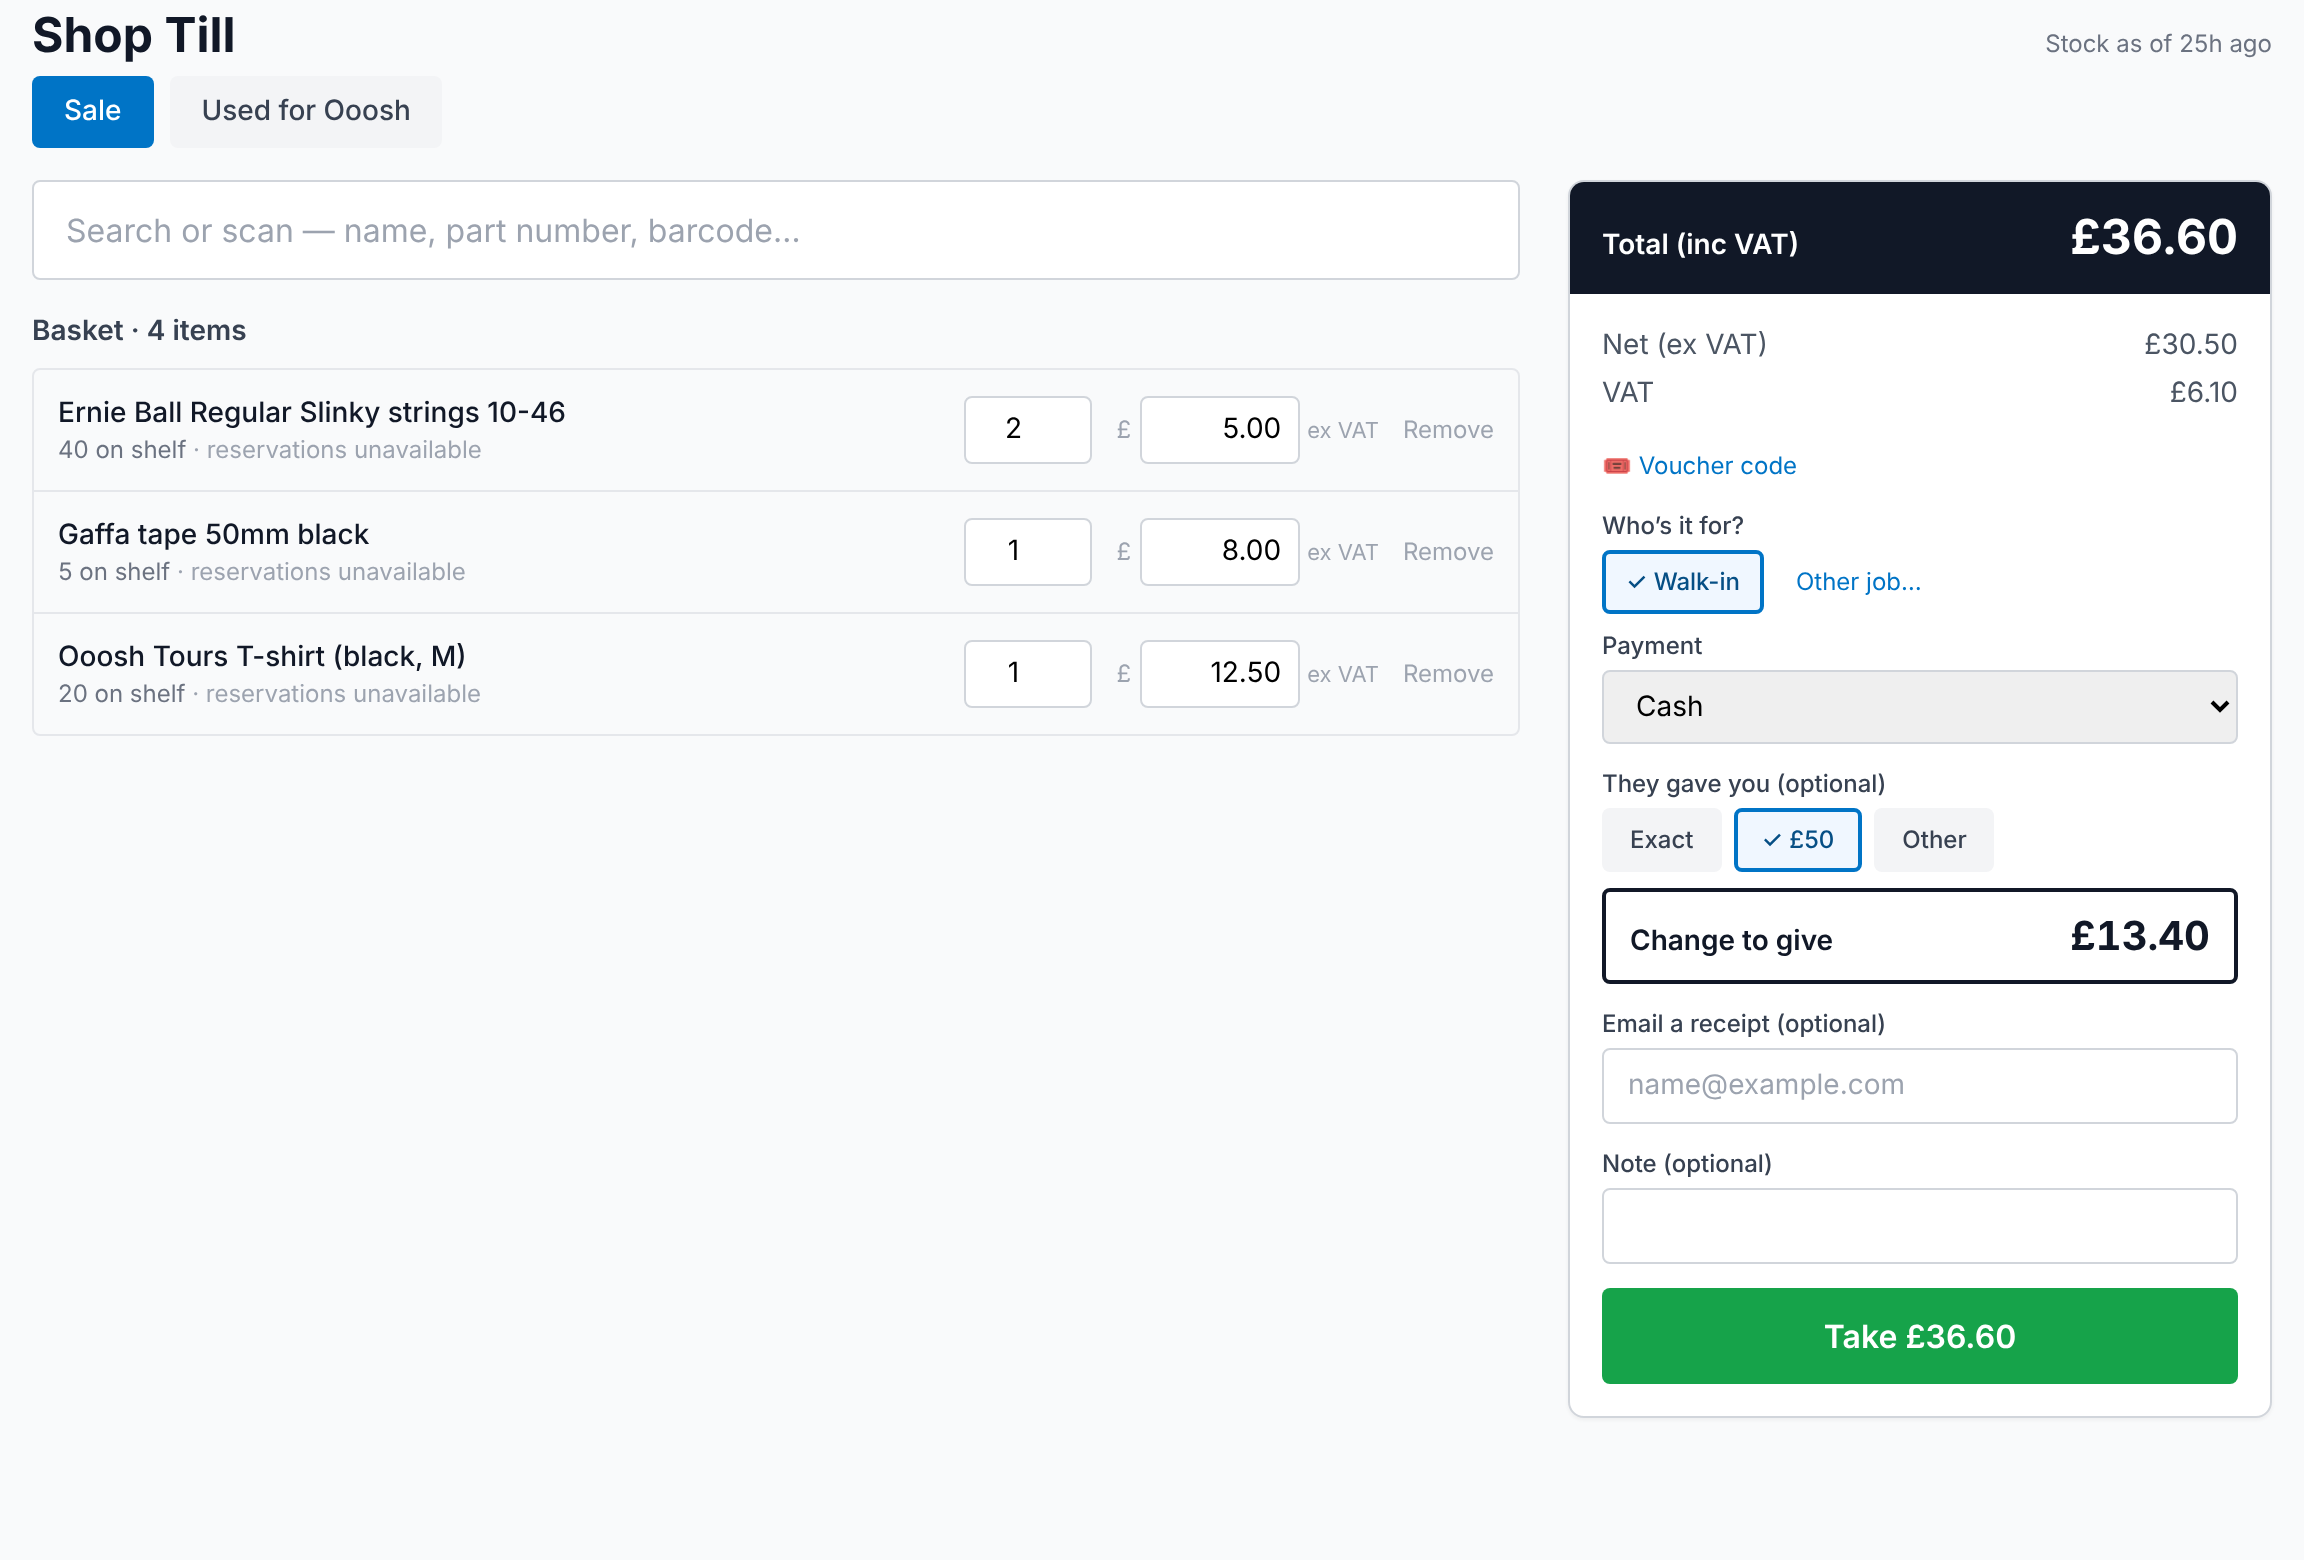 Shop Till
Stock as of 25h ago
Sale
Used for Ooosh
Search or scan — name, part number, barcode...
Basket · 4 items
Ernie Ball Regular Slinky strings 10-46
40 on shelf · reservations unavailable
2
£
5.00
ex VAT
Remove
Gaffa tape 50mm black
5 on shelf · reservations unavailable
1
£
8.00
ex VAT
Remove
Ooosh Tours T-shirt (black, M)
20 on shelf · reservations unavailable
1
£
12.50
ex VAT
Remove
Total (inc VAT)
£36.60
Net (ex VAT)
£30.50
VAT
£6.10
Voucher code
Who’s it for?
✓ Walk-in
Other job...
Payment
Cash
They gave you (optional)
Exact
✓ £50
Other
Change to give
£13.40
Email a receipt (optional)
name@example.com
Note (optional)
Take £36.60